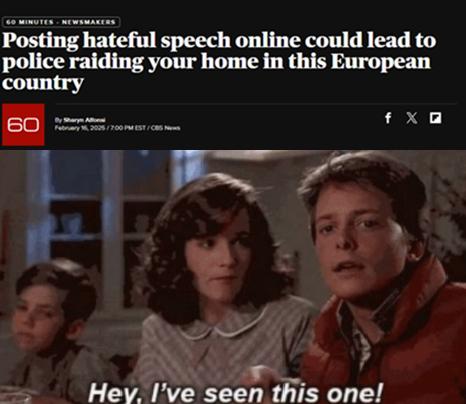 60 MINUTES - NEWSMAKERS
Posting hateful speech online could lead to
police raiding your home in this European
country
60
By Sharyn Alfonsi
February 16, 2025 / 7:00 PM EST / CBS News
Hey, I've seen this one!